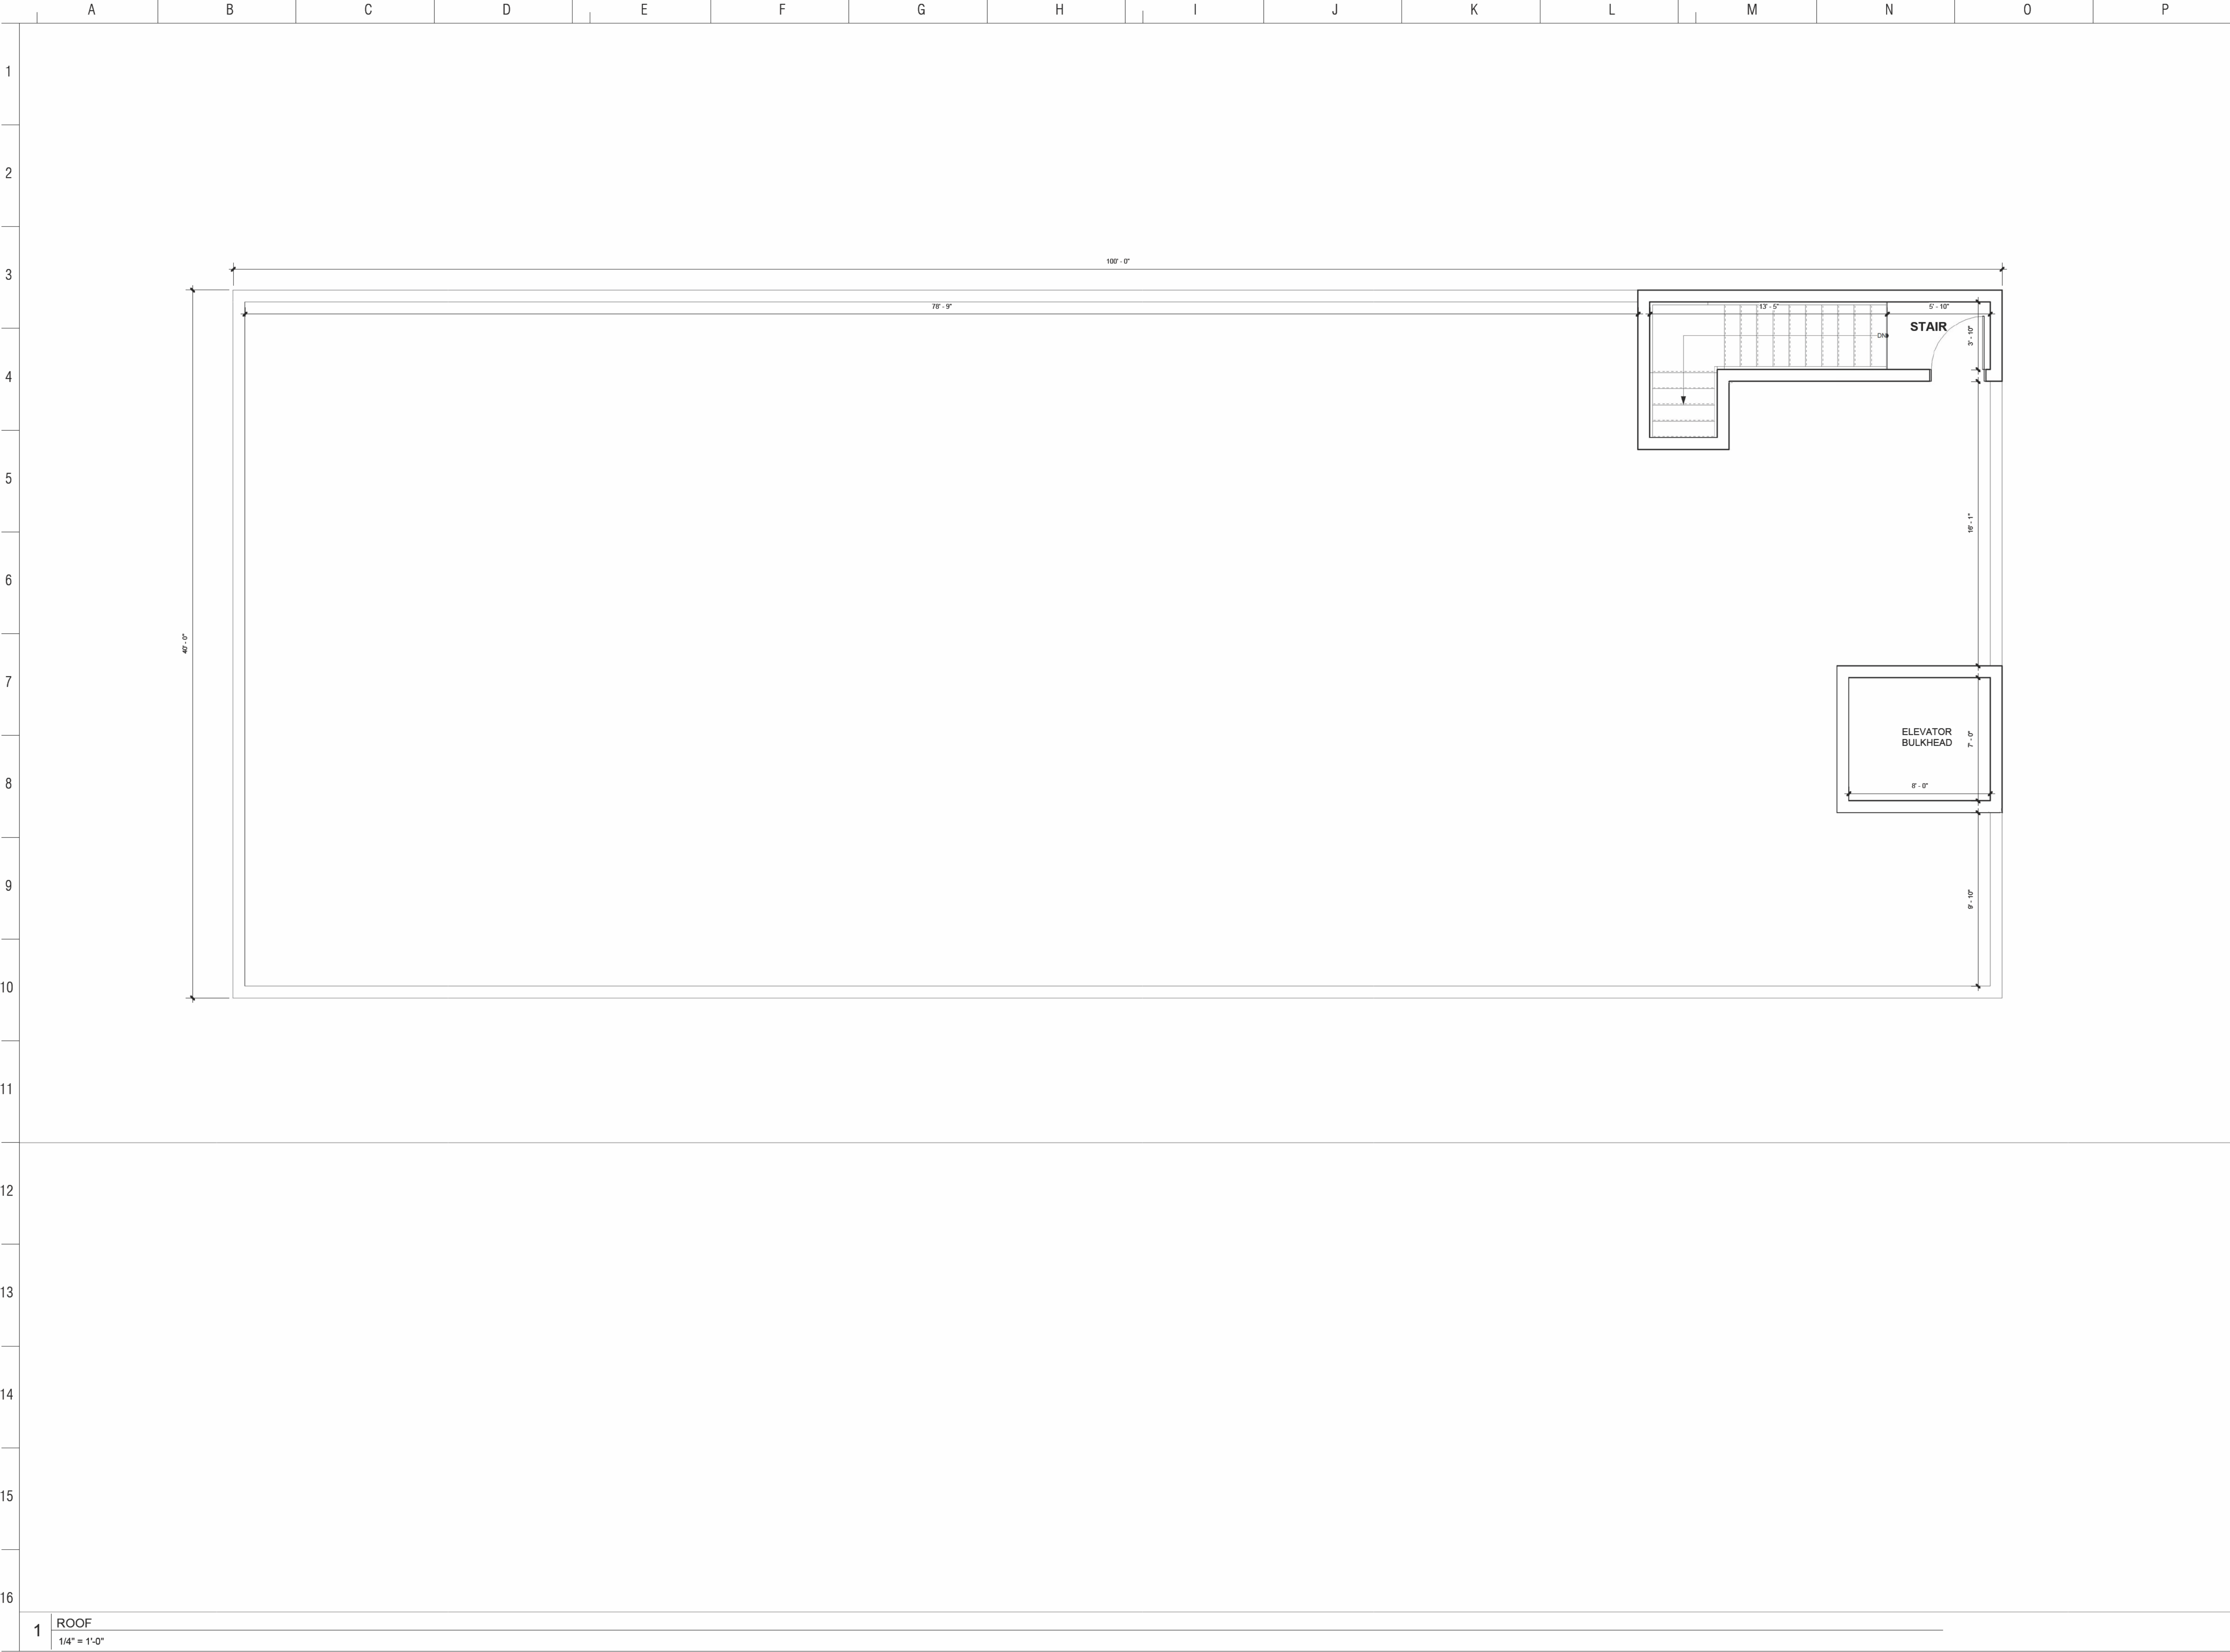 A B C D E F G H I J K L M N O P
1
2
3
100' - 0"
78' - 9"
13' - 5"
5' - 10"
STAIR
DN
3' - 10"
4
5
16' - 1"
6
40' - 0"
7
ELEVATOR
BULKHEAD
7' - 0"
8' - 0"
8
9
9' - 10"
10
11
12
13
14
15
16
1
ROOF
1/4" = 1'-0"